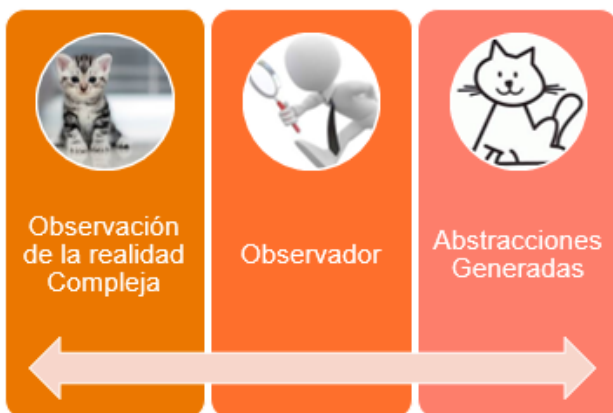 Observación
de la realidad
Compleja
Observador
Abstracciones
Generadas